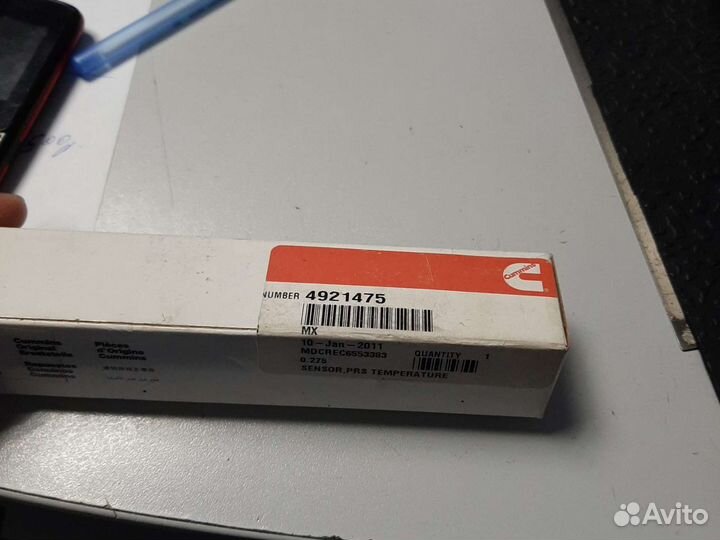 Cummins
NUMBER 4921475
MX
10-Jan-2011
MDCREC6553383
QUANTITY 1
0.275
SENSOR,PRS TEMPERATURE
Cummins
Original
Ersatzteile
Pièces
d'Origine
Cummins
Repuestos
Genuinos
Cummins
Avito